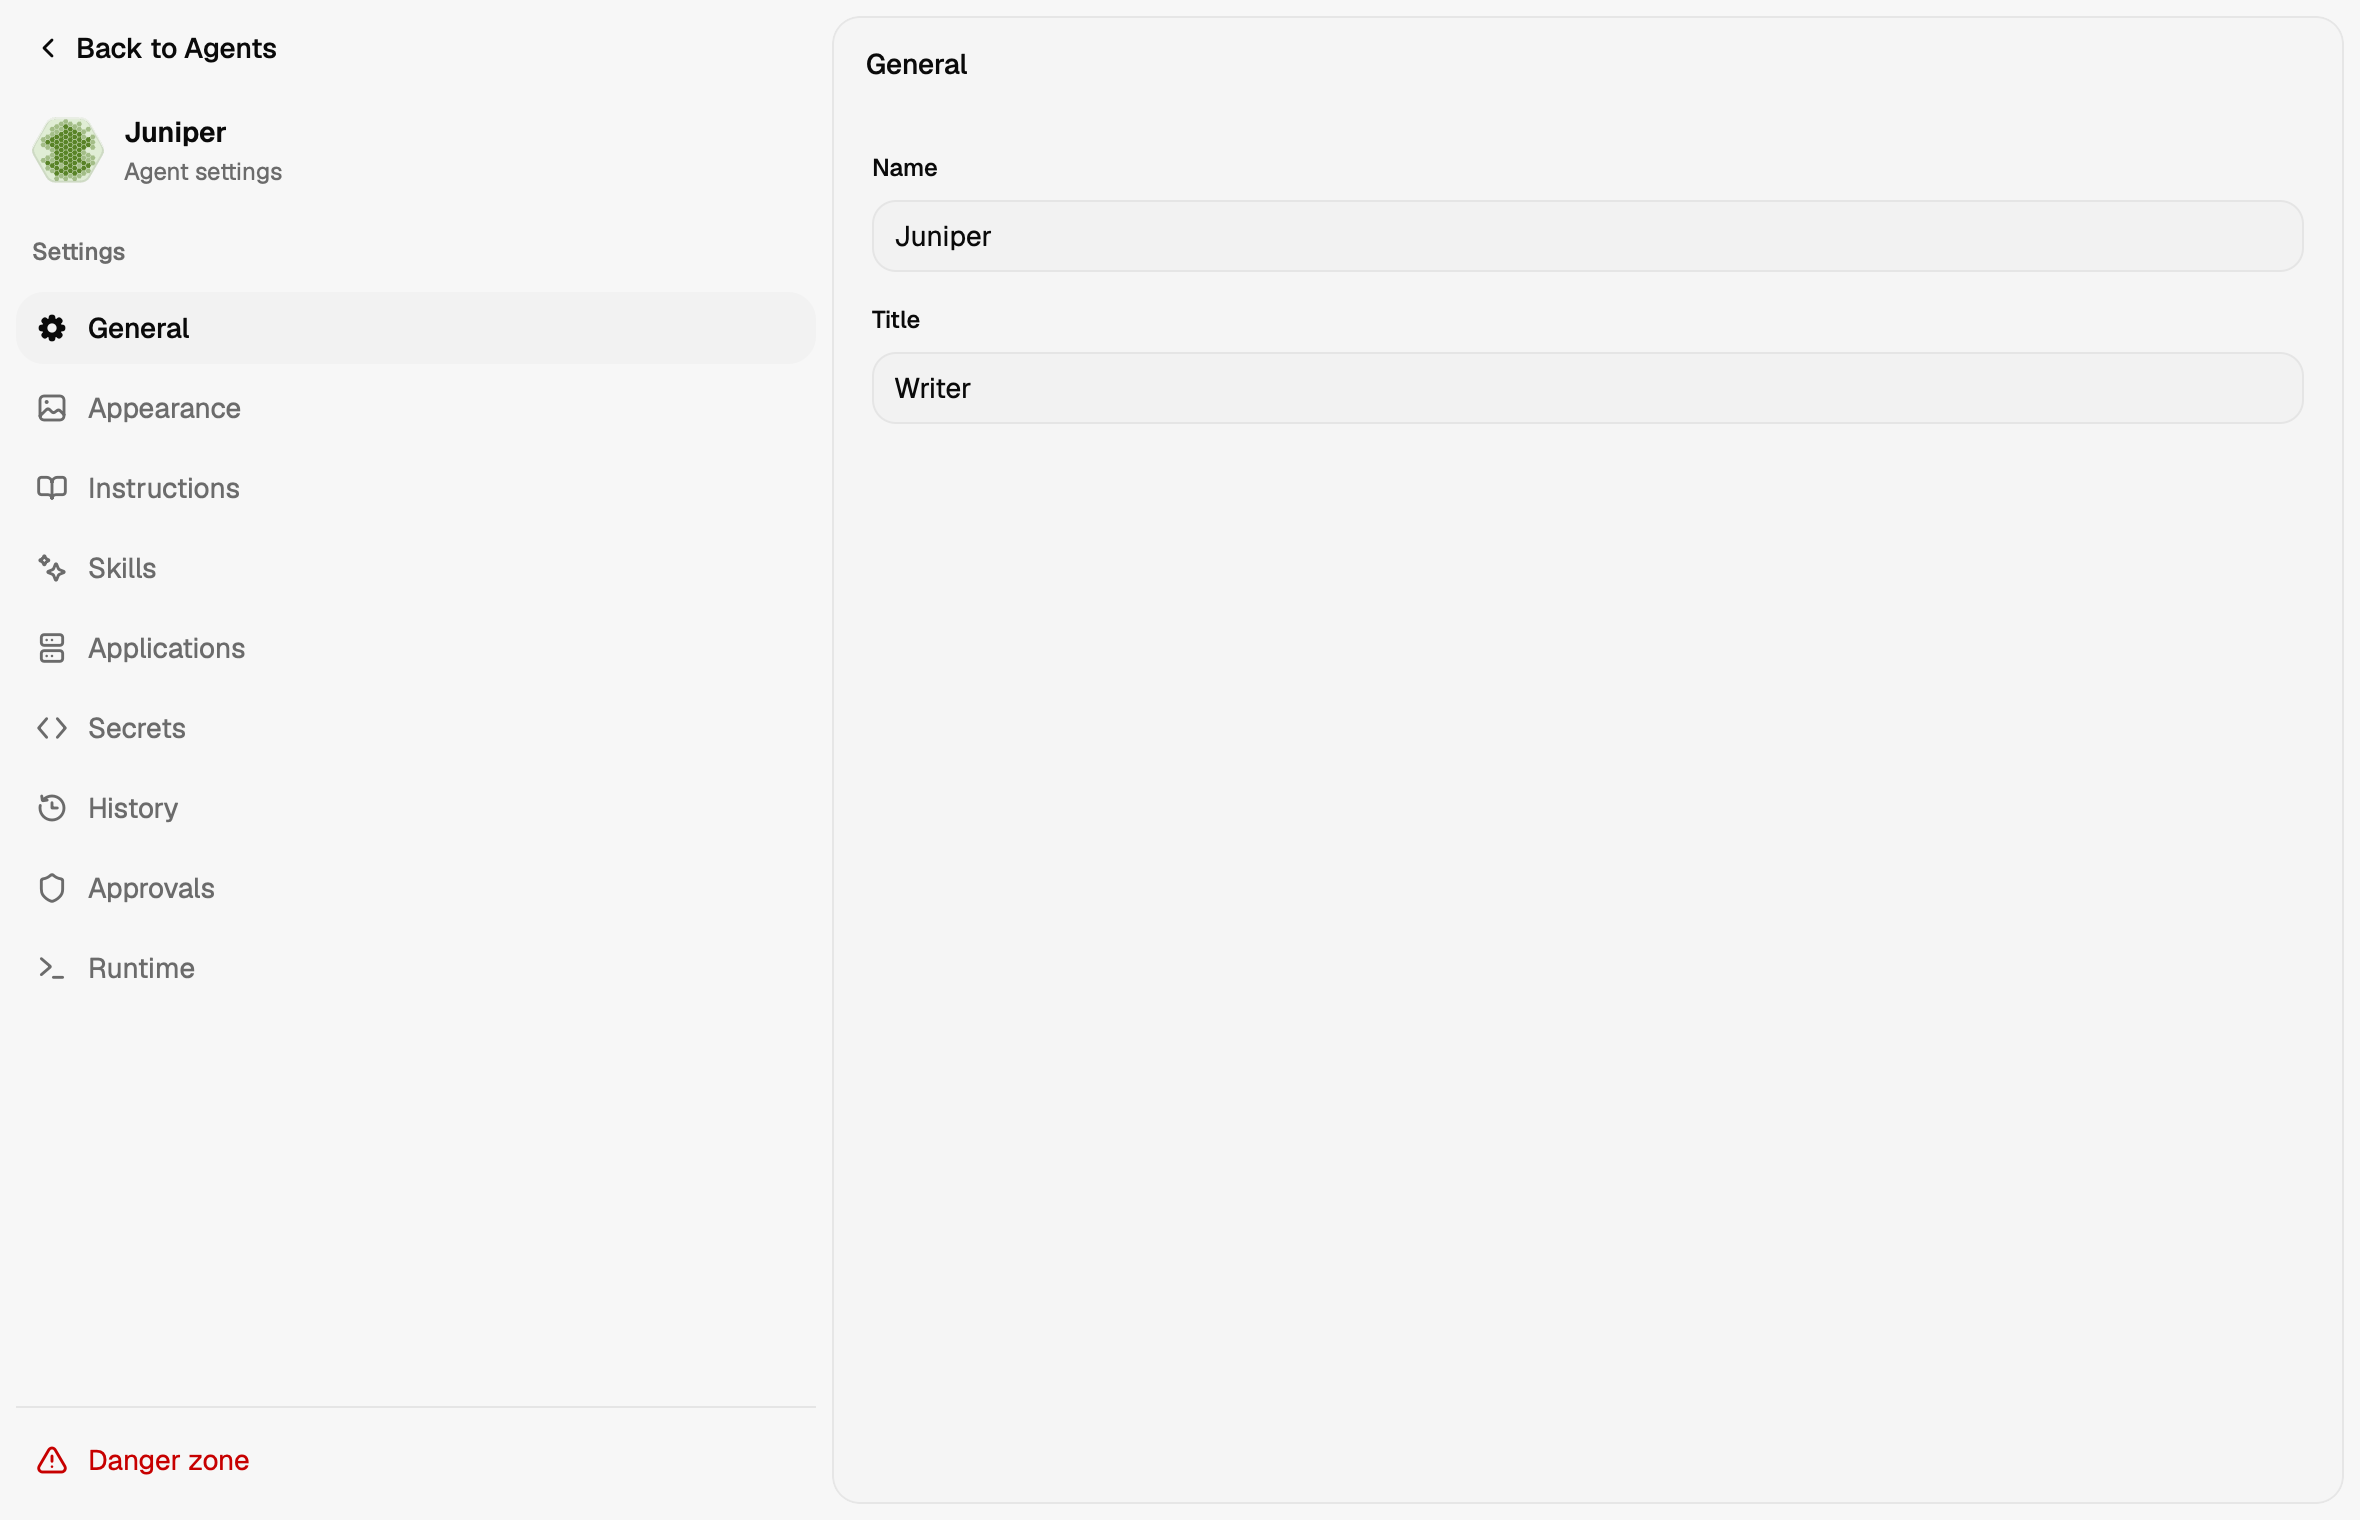 Back to Agents
Juniper
Agent settings
Settings
General
Appearance
Instructions
Skills
Applications
Secrets
History
Approvals
Runtime
Danger zone
General
Name
Juniper
Title
Writer